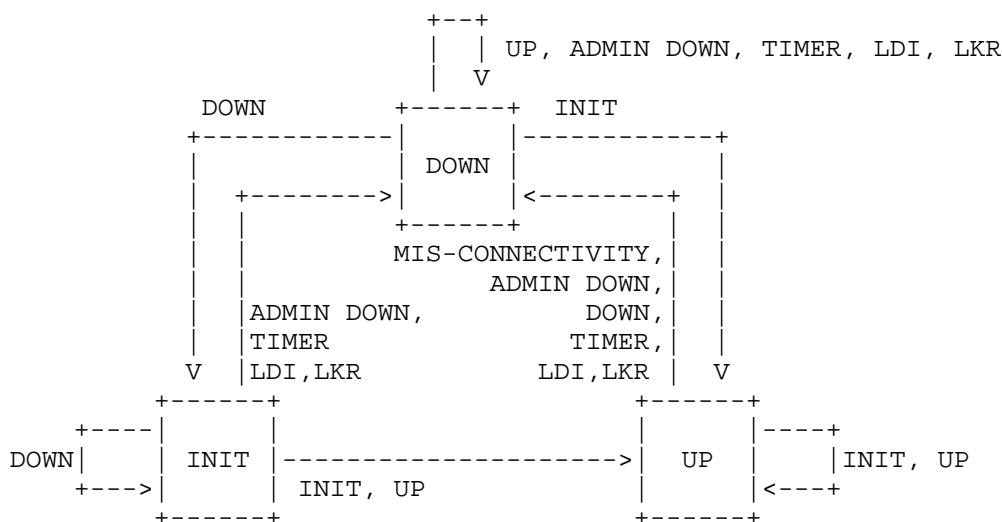 UP, ADMIN DOWN, TIMER, LDI, LKR
DOWN INIT
DOWN
MIS-CONNECTIVITY,
ADMIN DOWN,
ADMIN DOWN, DOWN,
TIMER TIMER,
LDI,LKR LDI,LKR
DOWN INIT UP INIT, UP
INIT, UP